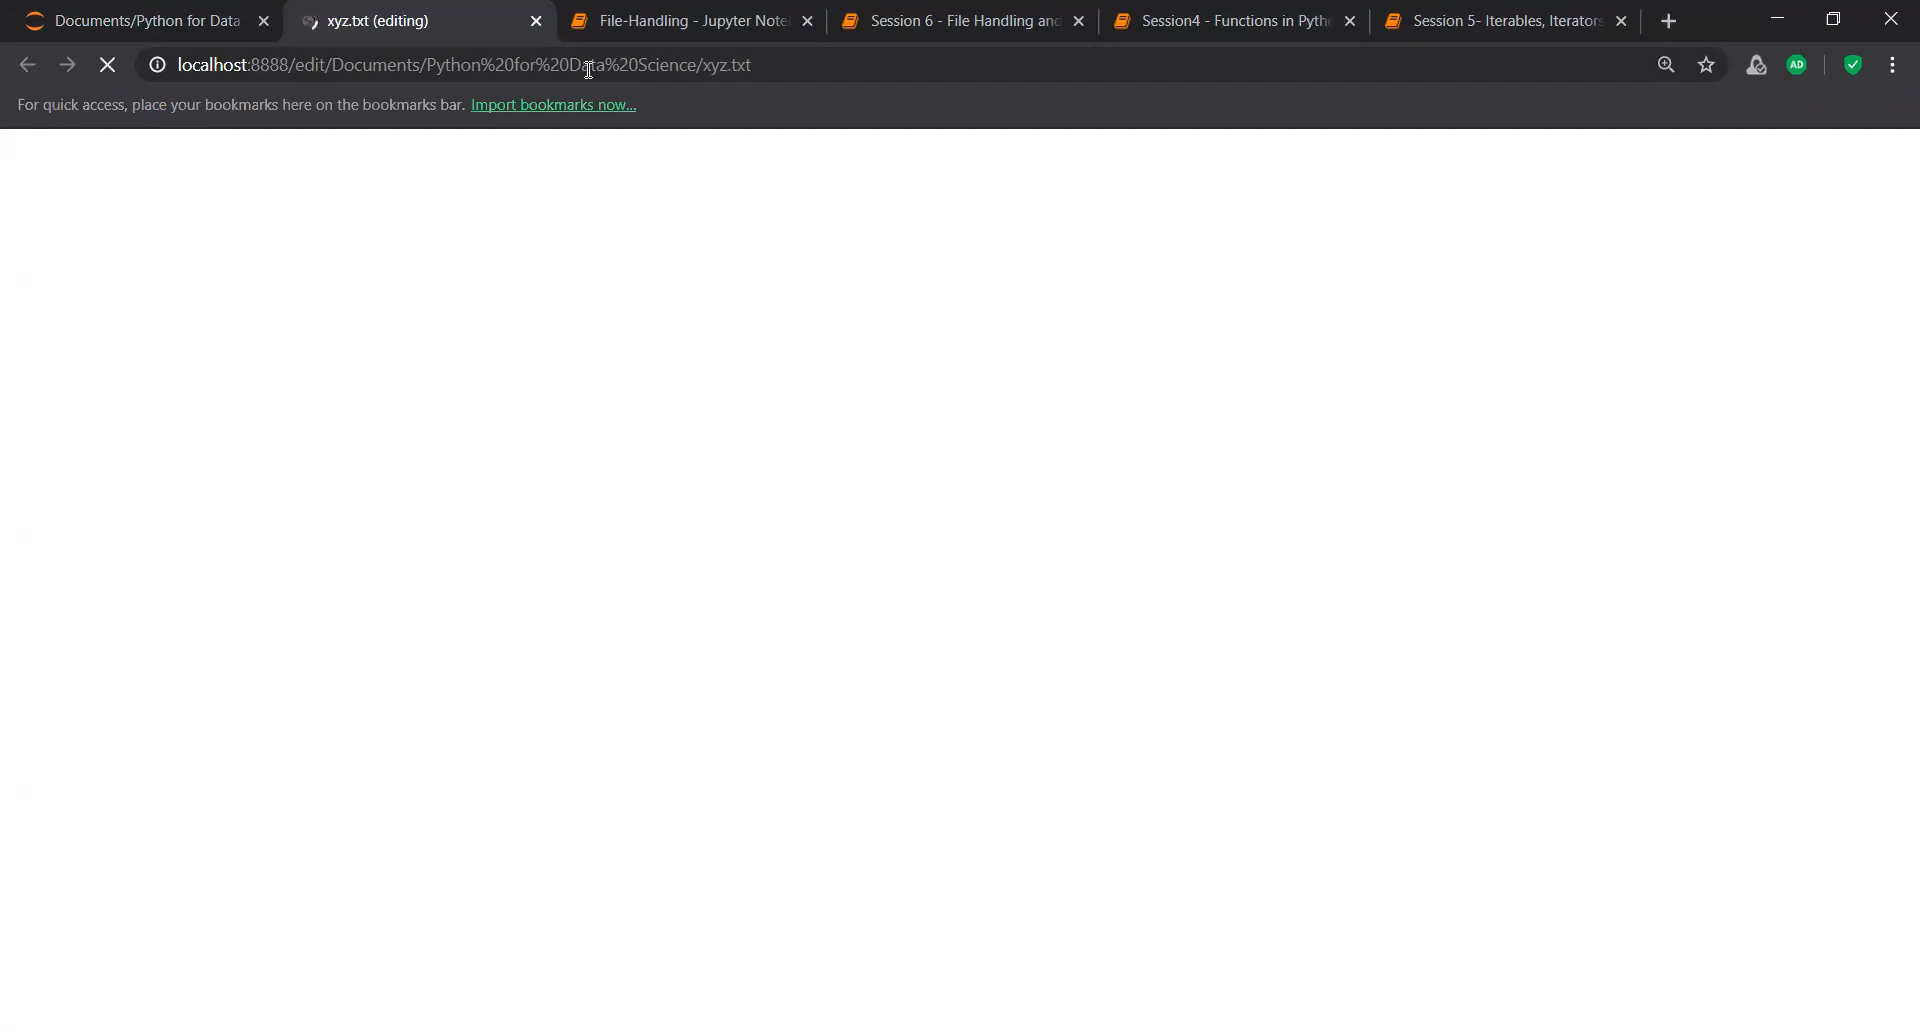 Documents/Python for Data
xyz.txt (editing)
File-Handling - Jupyter Note
Session 6 - File Handling and
Session4 - Functions in Pyth
Session 5- Iterables, Iterators
localhost:8888/edit/Documents/Python%20for%20Data%20Science/xyz.txt
AD
For quick access, place your bookmarks here on the bookmarks bar. Import bookmarks now...